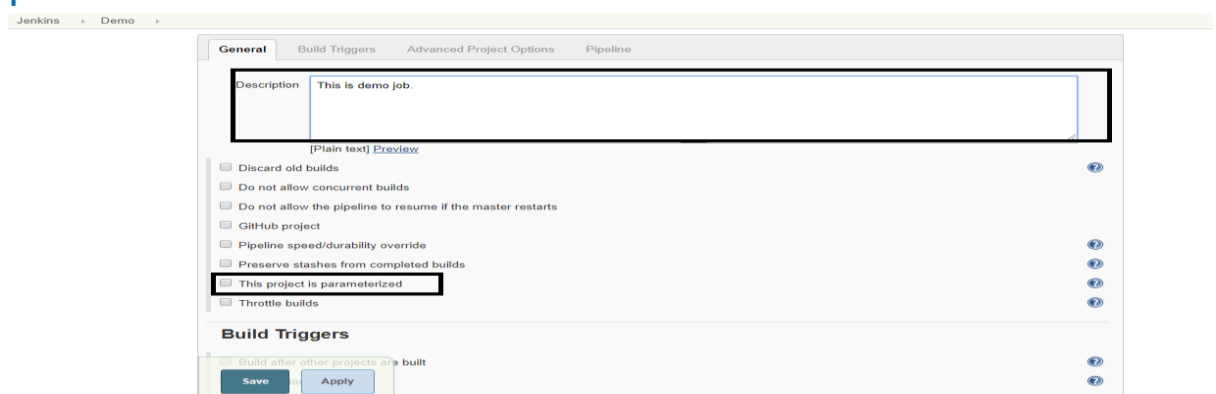 Jenkins Demo
General Build Triggers Advanced Project Options Pipeline
Description This is demo job.
[Plain text] Preview
Discard old builds
Do not allow concurrent builds
Do not allow the pipeline to resume if the master restarts
GitHub project
Pipeline speed/durability override
Preserve stashes from completed builds
This project is parameterized
Throttle builds
Build Triggers
Build after other projects are built
Save Apply